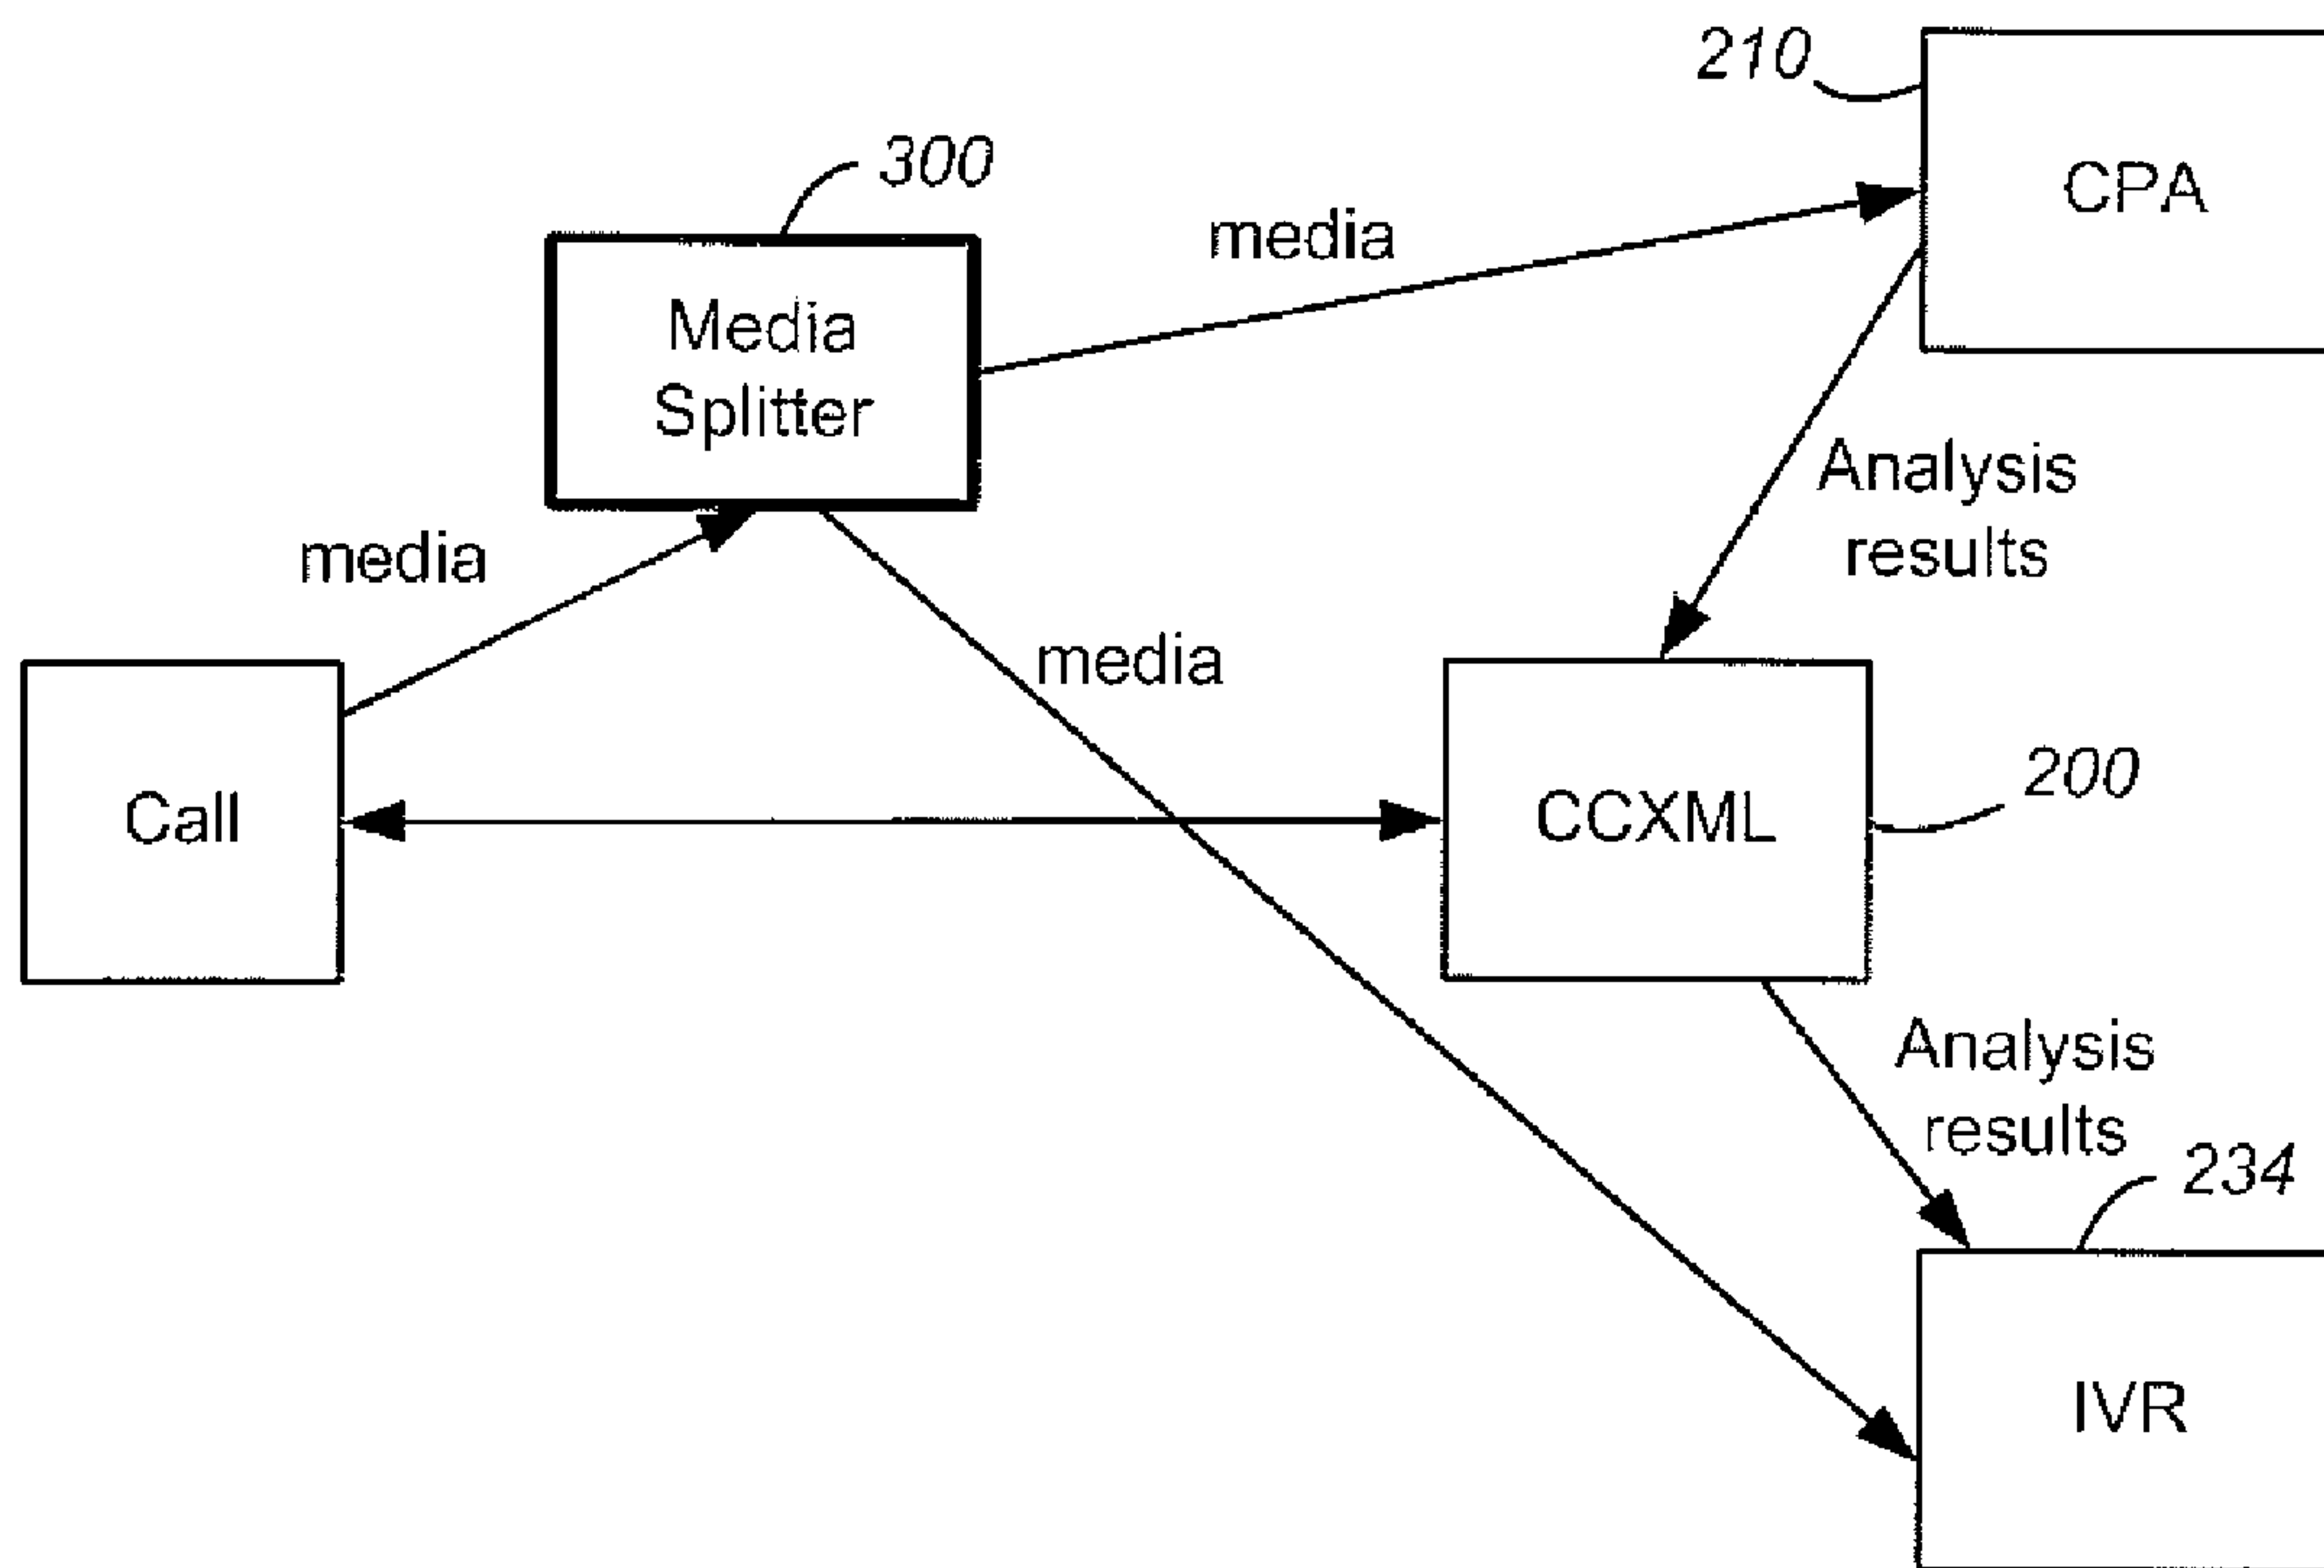 210
CPA
300
media
Media
Splitter
Analysis
results
media
media
Call
CCXML
200
Analysis
results
234
IVR